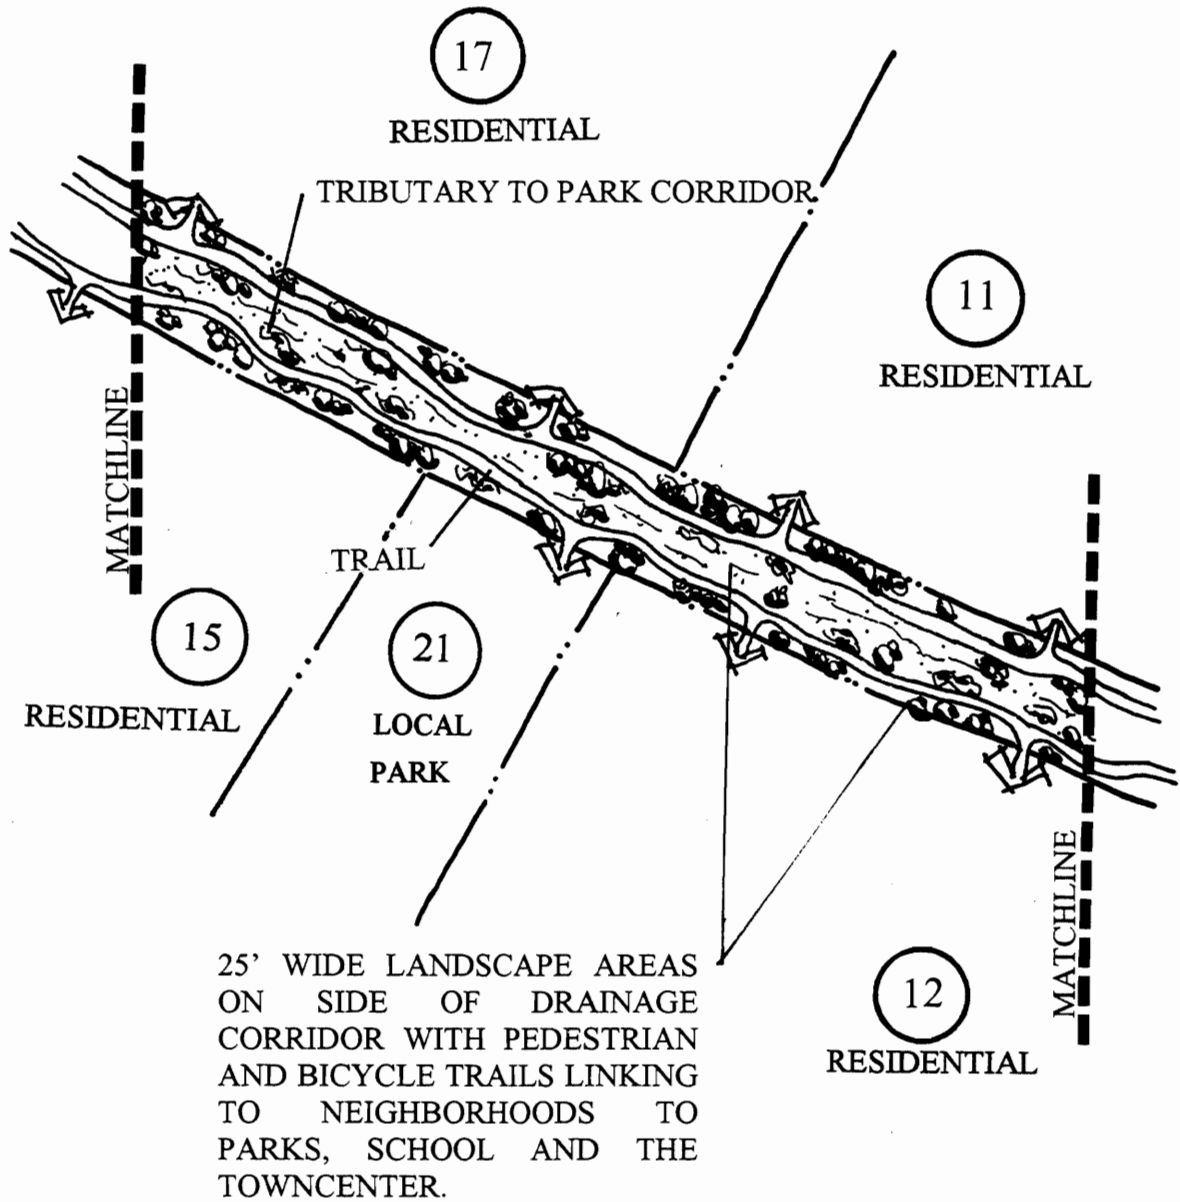 17
RESIDENTIAL
TRIBUTARY TO PARK CORRIDOR
11
RESIDENTIAL
MATCHLINE
TRAIL
15
RESIDENTIAL
21
LOCAL
PARK
MATCHLINE
12
RESIDENTIAL
25’ WIDE LANDSCAPE AREAS
ON SIDE OF DRAINAGE
CORRIDOR WITH PEDESTRIAN
AND BICYCLE TRAILS LINKING
TO NEIGHBORHOODS TO
PARKS, SCHOOL AND THE
TOWNCENTER.